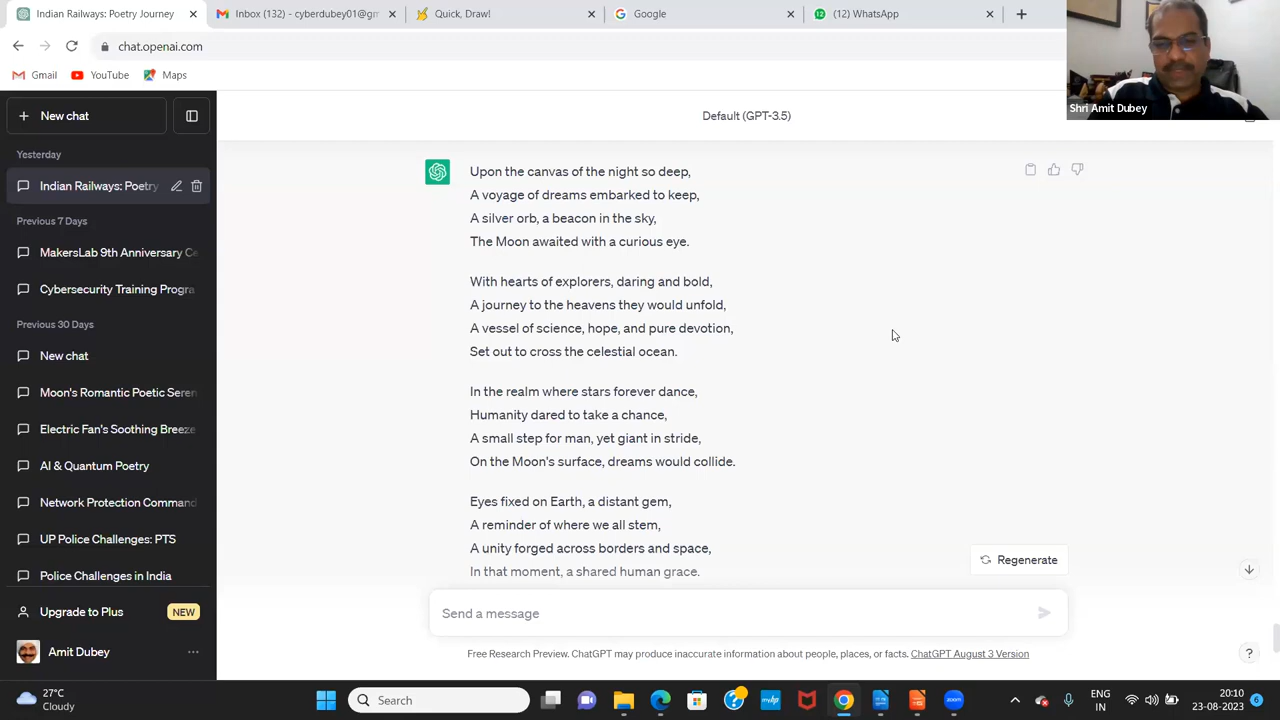 Indian Railways: Poetry Journey
Inbox (132) - cyberdubey01@gm
Quick, Draw!
Google
(12) WhatsApp
chat.openai.com
Gmail
YouTube
Maps
Shri Amit Dubey
New chat
Default (GPT-3.5)
Yesterday
Indian Railways: Poetry
Previous 7 Days
MakersLab 9th Anniversary Ce
Cybersecurity Training Progra
Previous 30 Days
New chat
Moon's Romantic Poetic Seren
Electric Fan's Soothing Breeze
AI & Quantum Poetry
Network Protection Command
UP Police Challenges: PTS
Police Challenges in India
Upgrade to Plus
NEW
Amit Dubey
Upon the canvas of the night so deep,
A voyage of dreams embarked to keep,
A silver orb, a beacon in the sky,
The Moon awaited with a curious eye.
With hearts of explorers, daring and bold,
A journey to the heavens they would unfold,
A vessel of science, hope, and pure devotion,
Set out to cross the celestial ocean.
In the realm where stars forever dance,
Humanity dared to take a chance,
A small step for man, yet giant in stride,
On the Moon's surface, dreams would collide.
Eyes fixed on Earth, a distant gem,
A reminder of where we all stem,
A unity forged across borders and space,
In that moment, a shared human grace.
Regenerate
Send a message
Free Research Preview. ChatGPT may produce inaccurate information about people, places, or facts. ChatGPT August 3 Version
?
27°C
Cloudy
Search
ENG
IN
20:10
23-08-2023
6